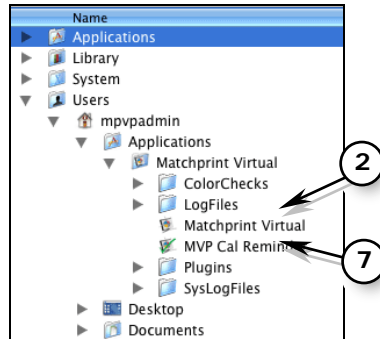 Name
Applications
Library
System
Users
mpvpadmin
Applications
Matchprint Virtual
ColorChecks
2
LogFiles
Matchprint Virtual
MVP Cal Remind
7
Plugins
SysLogFiles
Desktop
Documents